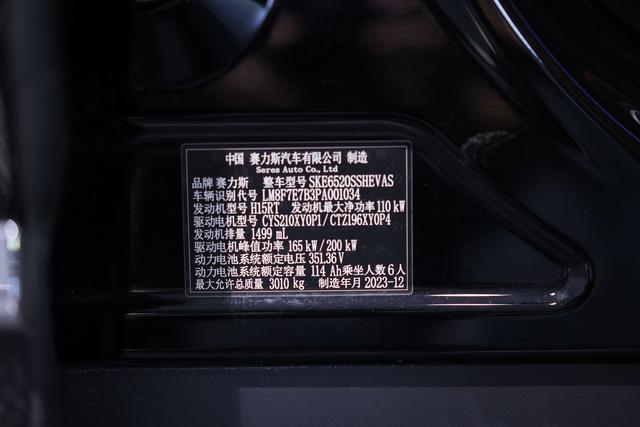 中国 赛力斯汽车有限公司 制造
Seres Auto Co., Ltd
品牌 赛力斯 整车型号 SKE6520SSHEVAS
车辆识别代号 LM8F7E7B3PA001034
发动机型号 H15RT 发动机最大净功率 110 kW
驱动电机型号 CYS210XY0P1/CTZ196XY0P4
发动机排量 1499 mL
驱动电机峰值功率 165 kW/200 kW
动力电池系统额定电压 351.36 V
动力电池系统额定容量 114 Ah 乘坐人数 6 人
最大允许总质量 3010 kg 制造年月 2023-12